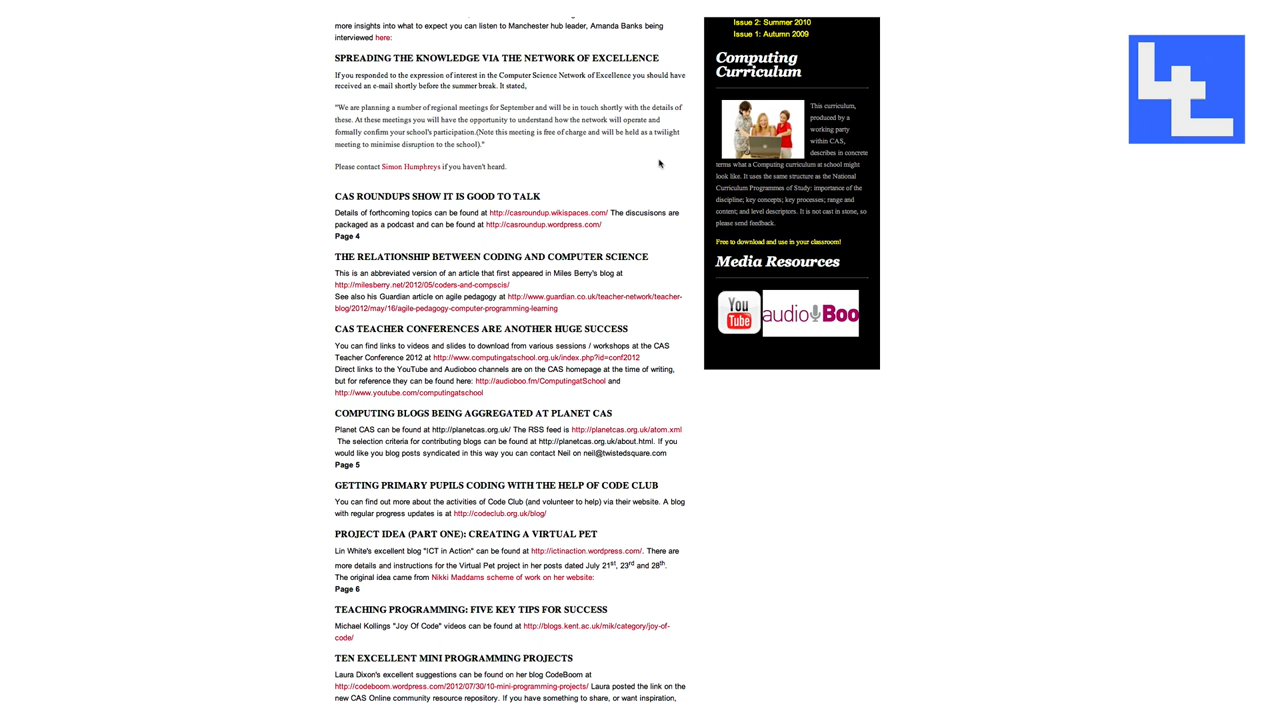 more insights into what to expect you can listen to Manchester hub leader, Amanda Banks being
interviewed here:
SPREADING THE KNOWLEDGE VIA THE NETWORK OF EXCELLENCE
If you responded to the expression of interest in the Computer Science Network of Excellence you should have
received an e-mail shortly before the summer break. It stated,
"We are planning a number of regional meetings for September and will be in touch shortly with the details of
these. At these meetings you will have the opportunity to understand how the network will operate and
formally confirm your school's participation.(Note this meeting is free of charge and will be held as a twilight
meeting to minimise disruption to the school)."
Please contact Simon Humphreys if you haven't heard.
CAS ROUNDUPS SHOW IT IS GOOD TO TALK
Details of forthcoming topics can be found at http://casroundup.wikispaces.com/ The discusisons are
packaged as a podcast and can be found at http://casroundup.wordpress.com/
Page 4
THE RELATIONSHIP BETWEEN CODING AND COMPUTER SCIENCE
This is an abbreviated version of an article that first appeared in Miles Berry's blog at
http://milesberry.net/2012/05/coders-and-compscis/
See also his Guardian article on agile pedagogy at http://www.guardian.co.uk/teacher-network/teacher-
blog/2012/may/16/agile-pedagogy-computer-programming-learning
CAS TEACHER CONFERENCES ARE ANOTHER HUGE SUCCESS
You can find links to videos and slides to download from various sessions / workshops at the CAS
Teacher Conference 2012 at http://www.computingatschool.org.uk/index.php?id=conf2012
Direct links to the YouTube and Audioboo channels are on the CAS homepage at the time of writing,
but for reference they can be found here: http://audioboo.fm/ComputingatSchool and
http://www.youtube.com/computingatschool
COMPUTING BLOGS BEING AGGREGATED AT PLANET CAS
Planet CAS can be found at http://planetcas.org.uk/ The RSS feed is http://planetcas.org.uk/atom.xml
The selection criteria for contributing blogs can be found at http://planetcas.org.uk/about.html. If you
would like you blog posts syndicated in this way you can contact Neil on neil@twistedsquare.com
Page 5
GETTING PRIMARY PUPILS CODING WITH THE HELP OF CODE CLUB
You can find out more about the activities of Code Club (and volunteer to help) via their website. A blog
with regular progress updates is at http://codeclub.org.uk/blog/
PROJECT IDEA (PART ONE): CREATING A VIRTUAL PET
Lin White's excellent blog "ICT in Action" can be found at http://ictinaction.wordpress.com/. There are
more details and instructions for the Virtual Pet project in her posts dated July 21st, 23rd and 28th.
The original idea came from Nikki Maddams scheme of work on her website:
Page 6
TEACHING PROGRAMMING: FIVE KEY TIPS FOR SUCCESS
Michael Kollings "Joy Of Code" videos can be found at http://blogs.kent.ac.uk/mik/category/joy-of-
code/
TEN EXCELLENT MINI PROGRAMMING PROJECTS
Laura Dixon's excellent suggestions can be found on her blog CodeBoom at
http://codeboom.wordpress.com/2012/07/30/10-mini-programming-projects/ Laura posted the link on the
new CAS Online community resource repository. If you have something to share, or want inspiration,
Issue 2: Summer 2010
Issue 1: Autumn 2009
Computing
Curriculum
This curriculum,
produced by a
working party
within CAS,
describes in concrete
terms what a Computing curriculum at school might
look like. It uses the same structure as the National
Curriculum Programmes of Study: importance of the
discipline; key concepts; key processes; range and
content; and level descriptors. It is not cast in stone, so
please send feedback.
Free to download and use in your classroom!
Media Resources
You
Tube
audioBoo